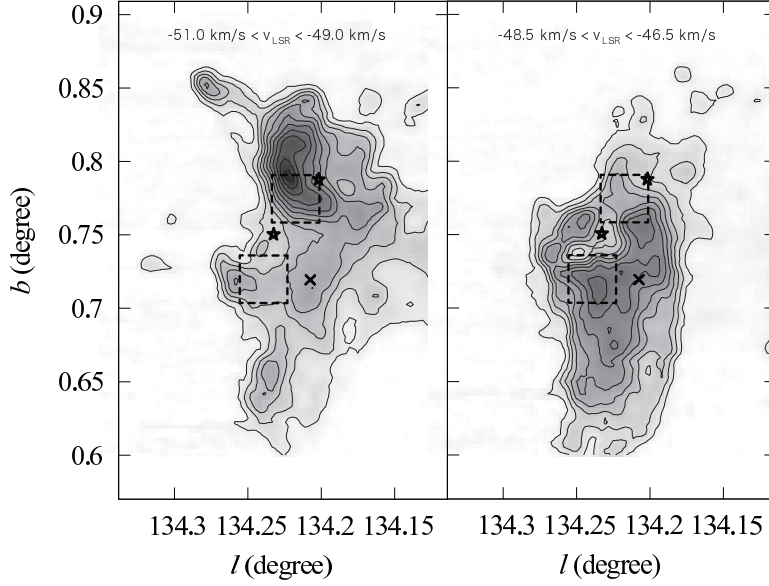 -51.0 km/s < vLSR < -49.0 km/s
-48.5 km/s < vLSR < -46.5 km/s
0.9
0.85
0.8
0.75
0.7
0.65
0.6
b (degree)
134.3 134.25 134.2 134.15
134.3 134.25 134.2 134.15
l (degree)
l (degree)